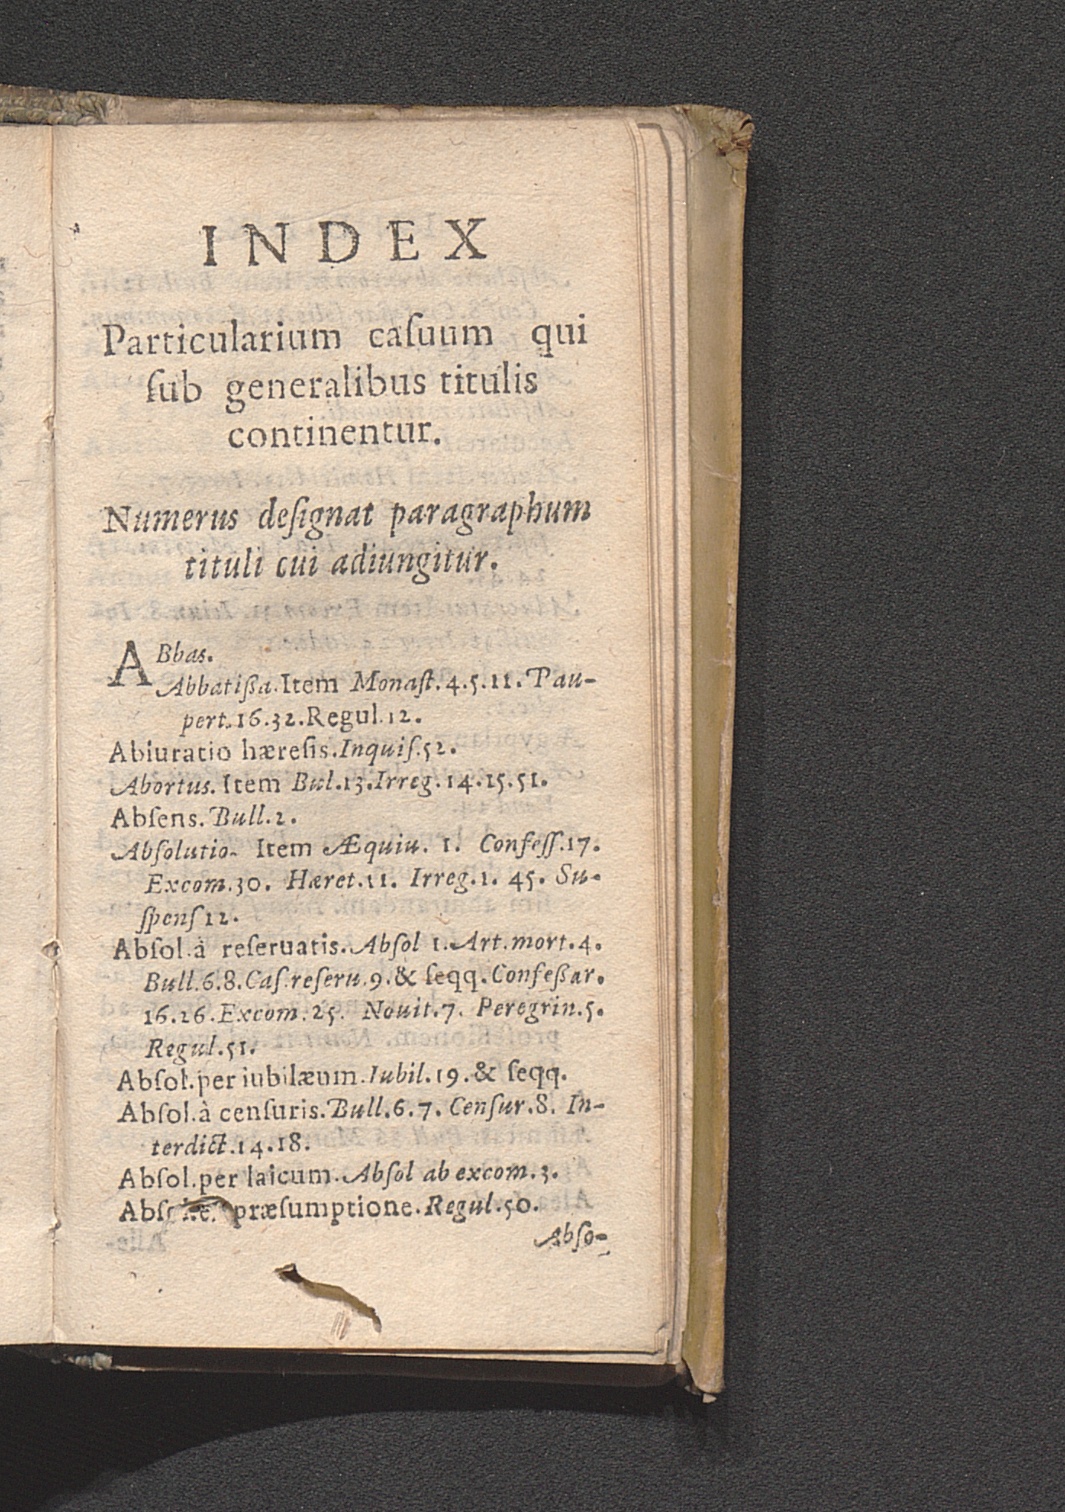 INDEX
Particularium caſuum qui
ſub generalibus titulis
continentur.
Numerus deſignat paragraphum
tituli cui adiungitur.
ABbas.
Abbatißa. Item Monaſt. 4. 5. 11. Pau-
pert. 16. 32. Regul. 12.
Abiuratio hæreſis. Inquiſ. 52.
Abortus. Item Bul. 13. Irreg. 14. 15. 51.
Abſens. Bull. 2.
Abſolutio. Item Æquiu. 1. Confeſſ. 17.
Excom. 30. Hæret. 11. Irreg. 1. 45. Su-
ſpenſ 12.
Abſol. à reſeruatis. Abſol 1. Art. mort. 4.
Bull. 6. 8. Caſ. reſeru. 9. & ſeqq. Confeßar.
16. 26. Excom. 25. Nouit. 7. Peregrin. 5.
Regul. 51.
Abſol. per iubilæum. Iubil. 19. & ſeqq.
Abſol. à cenſuris. Bull. 6. 7. Cenſur. 8. In-
terdict. 14. 18.
Abſol. per laicum. Abſol ab excom. 3.
præſumptione. Regul. 50.
Abſo-